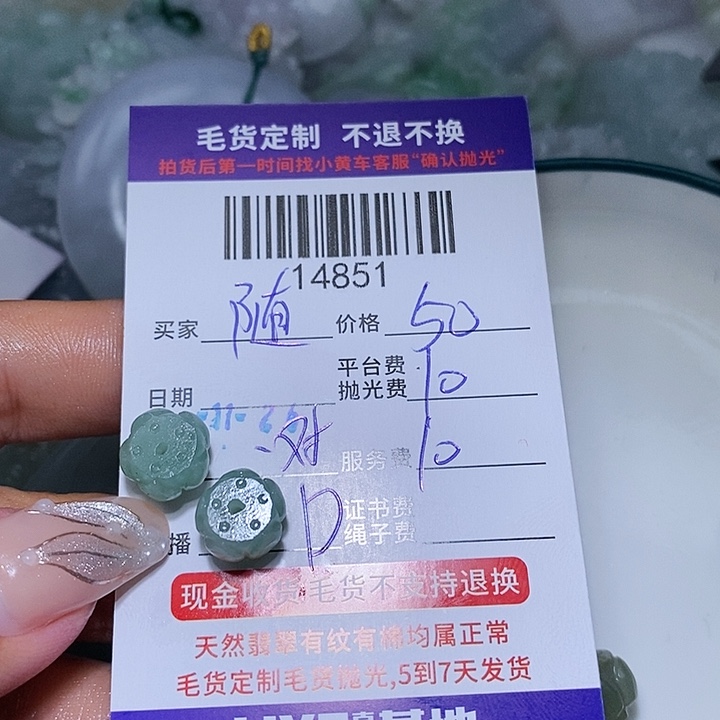 毛货定制 不退不换
拍货后第一时间找小黄车客服“确认抛光”
14851
买家 随 价格 50
平台费
抛光费 10
日期
一对 服务费 10
播 证书费
绳子费
现金收货 毛货不支持退换
天然翡翠有纹有棉均属正常
毛货定制毛货抛光,5到7天发货